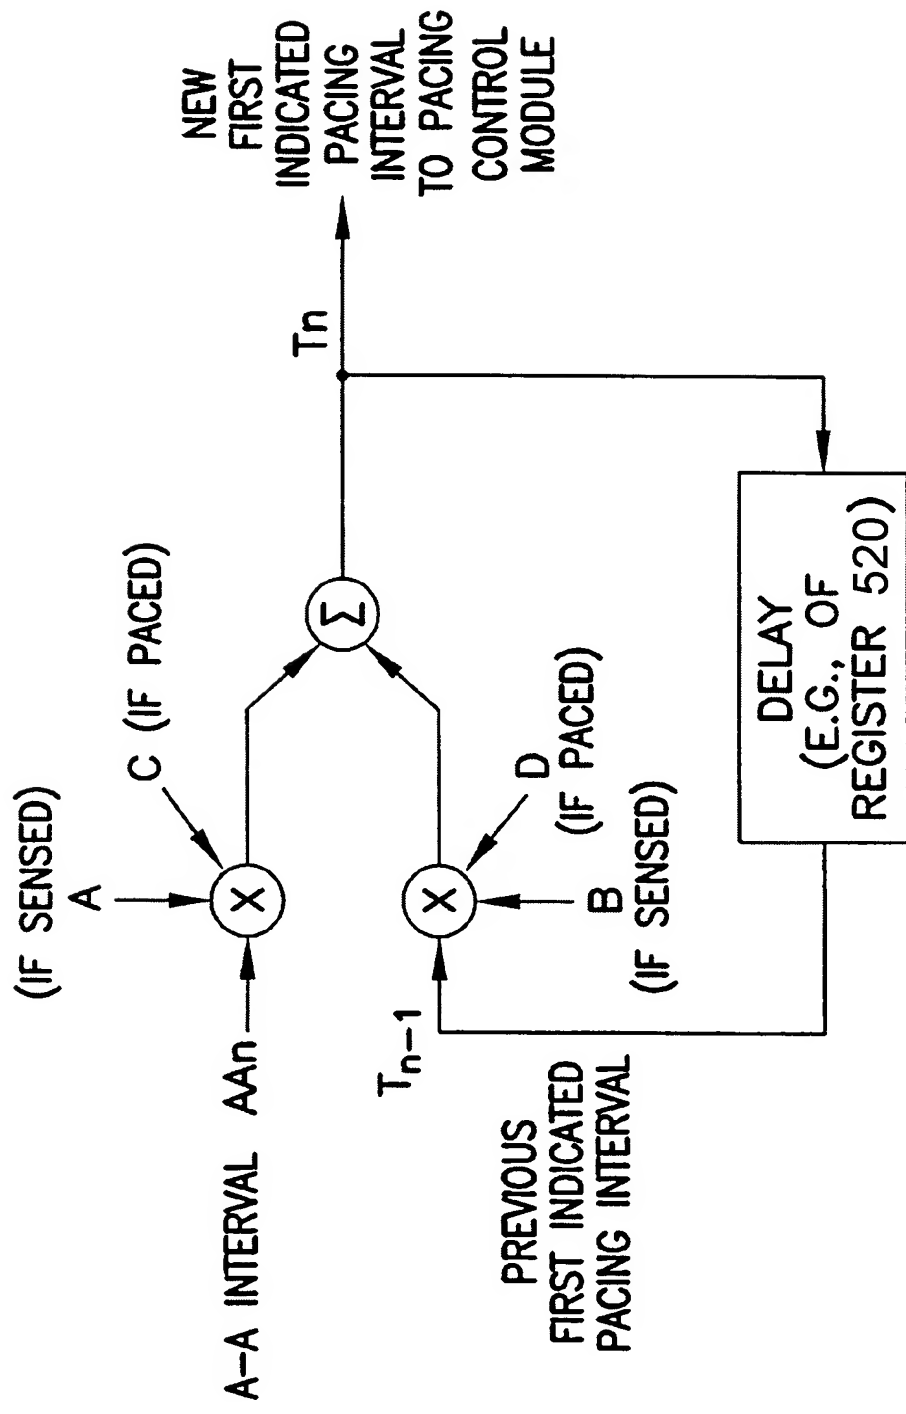 (IF SENSED)
A
C (IF PACED)
A-A INTERVAL AAn
X
Σ
Tn
NEW
FIRST
INDICATED
PACING
INTERVAL
TO PACING
CONTROL
MODULE
Tn-1
X
D
(IF PACED)
B
(IF SENSED)
PREVIOUS
FIRST INDICATED
PACING INTERVAL
DELAY
(E.G., OF
REGISTER 520)